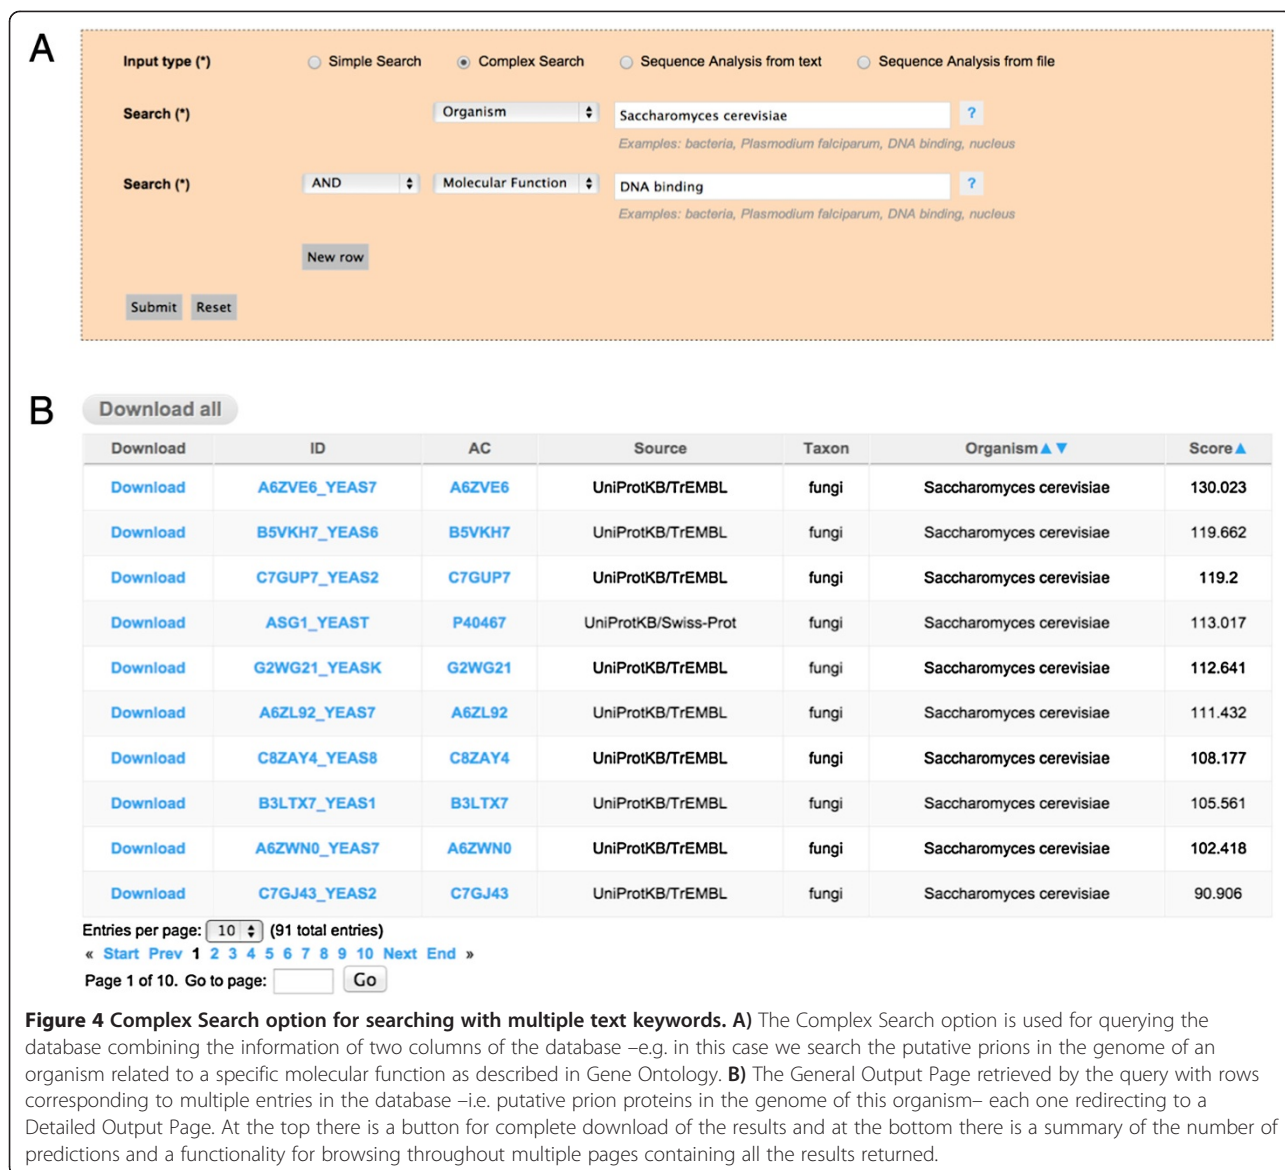 A
Input type (*) Simple Search Complex Search Sequence Analysis from text Sequence Analysis from file
Search (*) Organism Saccharomyces cerevisiae ?
Examples: bacteria, Plasmodium falciparum, DNA binding, nucleus
Search (*) AND Molecular Function DNA binding ?
Examples: bacteria, Plasmodium falciparum, DNA binding, nucleus
New row
Submit Reset
B
Download all
Download ID AC Source Taxon Organism▲▼ Score▲
Download A6ZVE6_YEAS7 A6ZVE6 UniProtKB/TrEMBL fungi Saccharomyces cerevisiae 130.023
Download B5VKH7_YEAS6 B5VKH7 UniProtKB/TrEMBL fungi Saccharomyces cerevisiae 119.662
Download C7GUP7_YEAS2 C7GUP7 UniProtKB/TrEMBL fungi Saccharomyces cerevisiae 119.2
Download ASG1_YEAST P40467 UniProtKB/Swiss-Prot fungi Saccharomyces cerevisiae 113.017
Download G2WG21_YEASK G2WG21 UniProtKB/TrEMBL fungi Saccharomyces cerevisiae 112.641
Download A6ZL92_YEAS7 A6ZL92 UniProtKB/TrEMBL fungi Saccharomyces cerevisiae 111.432
Download C8ZAY4_YEAS8 C8ZAY4 UniProtKB/TrEMBL fungi Saccharomyces cerevisiae 108.177
Download B3LTX7_YEAS1 B3LTX7 UniProtKB/TrEMBL fungi Saccharomyces cerevisiae 105.561
Download A6ZWN0_YEAS7 A6ZWN0 UniProtKB/TrEMBL fungi Saccharomyces cerevisiae 102.418
Download C7GJ43_YEAS2 C7GJ43 UniProtKB/TrEMBL fungi Saccharomyces cerevisiae 90.906
Entries per page: 10 (91 total entries)
« Start Prev 1 2 3 4 5 6 7 8 9 10 Next End »
Page 1 of 10. Go to page: Go
Figure 4 Complex Search option for searching with multiple text keywords. A) The Complex Search option is used for querying the
database combining the information of two columns of the database –e.g. in this case we search the putative prions in the genome of an
organism related to a specific molecular function as described in Gene Ontology. B) The General Output Page retrieved by the query with rows
corresponding to multiple entries in the database –i.e. putative prion proteins in the genome of this organism– each one redirecting to a
Detailed Output Page. At the top there is a button for complete download of the results and at the bottom there is a summary of the number of
predictions and a functionality for browsing throughout multiple pages containing all the results returned.